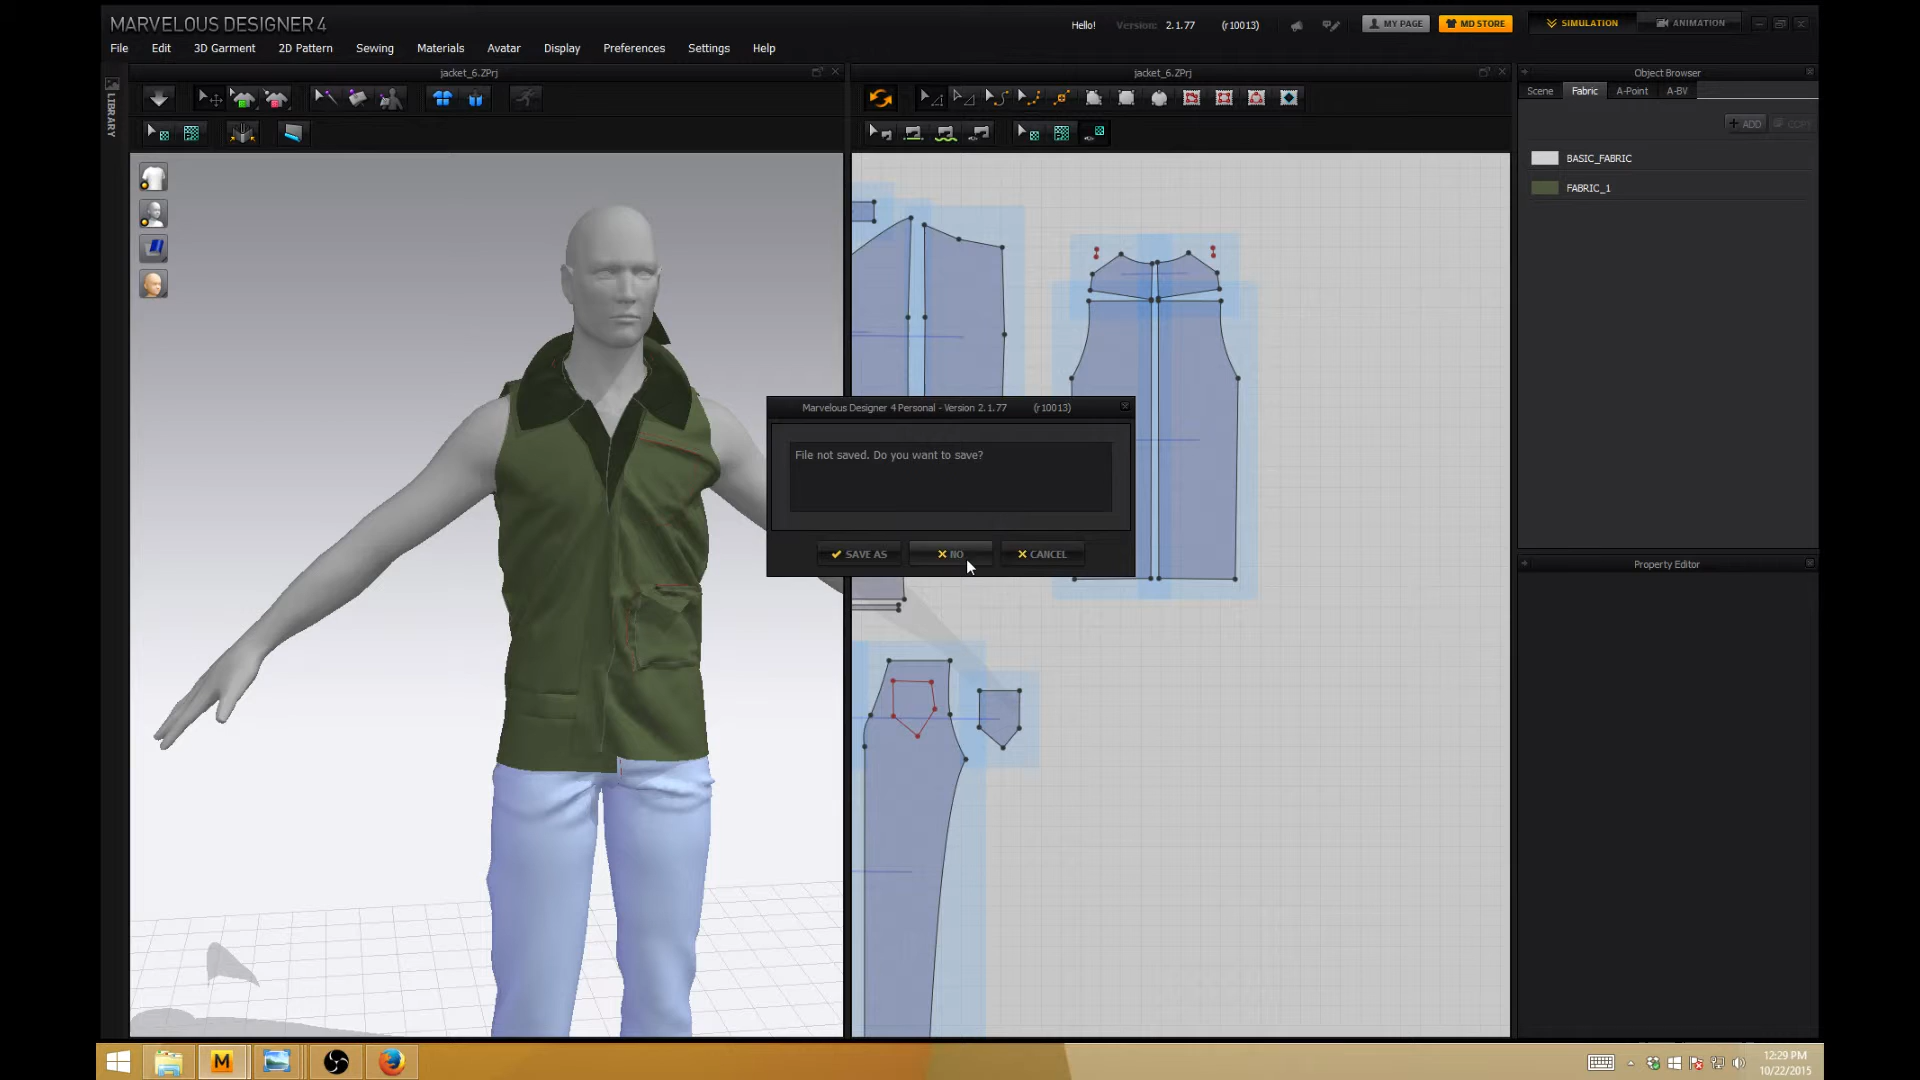 MARVELOUS DESIGNER 4
Hello! Version: 2.1.77 (r10013) MY PAGE MD STORE SIMULATION ANIMATION
File Edit 3D Garment 2D Pattern Sewing Materials Avatar Display Preferences Settings Help
jacket_6.ZPrj
jacket_6.ZPrj
Object Browser
LIBRARY
Scene Fabric A-Point A-BV
+ ADD COPY
BASIC_FABRIC
FABRIC_1
Marvelous Designer 4 Personal - Version 2.1.77 (r10013)
File not saved. Do you want to save?
SAVE AS NO CANCEL
Property Editor
M
12:29 PM
10/22/2015